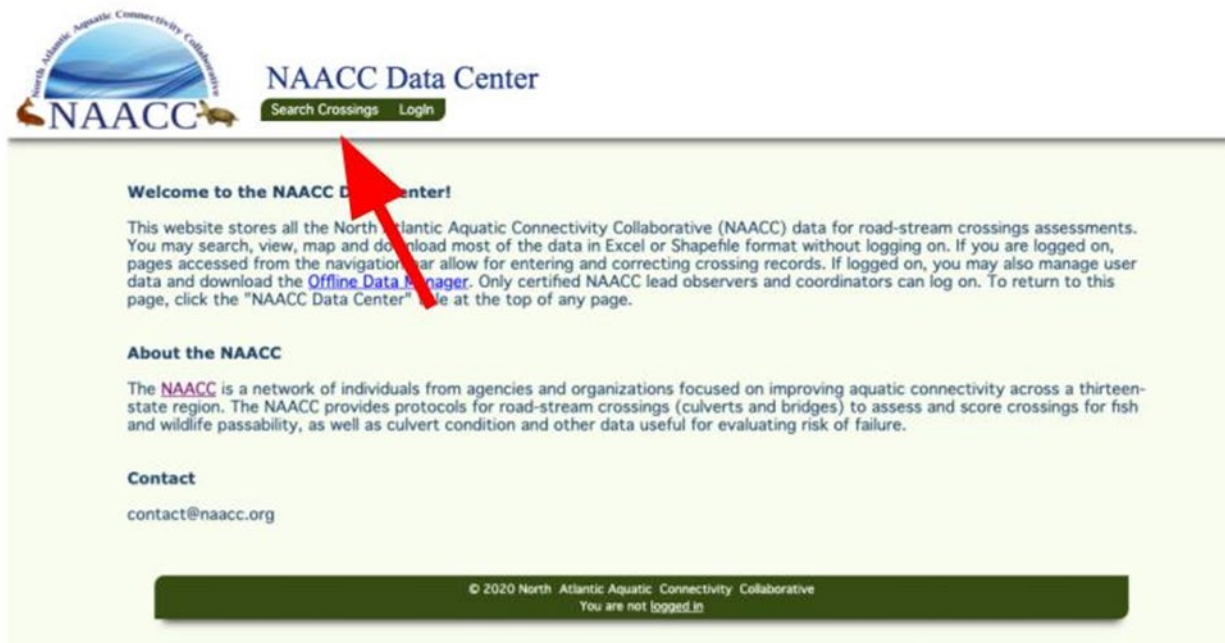 North Atlantic Aquatic Connectivity Collaborative
NAACC
NAACC Data Center
Search Crossings LogIn
Welcome to the NAACC D enter!
This website stores all the North lantic Aquatic Connectivity Collaborative (NAACC) data for road-stream crossings assessments.
You may search, view, map and do nload most of the data in Excel or Shapefile format without logging on. If you are logged on,
pages accessed from the navigation ar allow for entering and correcting crossing records. If logged on, you may also manage user
data and download the Offline Data M nager. Only certified NAACC lead observers and coordinators can log on. To return to this
page, click the "NAACC Data Center" le at the top of any page.
About the NAACC
The NAACC is a network of individuals from agencies and organizations focused on improving aquatic connectivity across a thirteen-
state region. The NAACC provides protocols for road-stream crossings (culverts and bridges) to assess and score crossings for fish
and wildlife passability, as well as culvert condition and other data useful for evaluating risk of failure.
Contact
contact@naacc.org
© 2020 North Atlantic Aquatic Connectivity Collaborative
You are not logged in